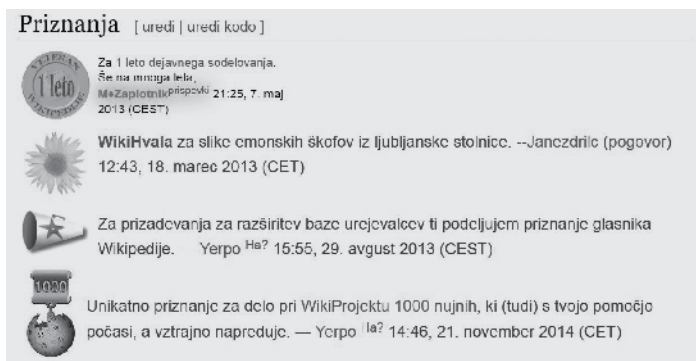 Priznanja [ uredi | uredi kodo ]
VETERAN
1 leto
WIKIPEDIJE
Za 1 leto dejavnega sodelovanja.
Še na mnoga leta,
M♦Zaplotnik prispevki 21:25, 7. maj
2013 (CEST)
WikiHvala za slike emonskih škofov iz ljubljanske stolnice. --Janezdrilc (pogovor)
12:43, 18. marec 2013 (CET)
Za prizadevanja za razširitev baze urejevalcev ti podeljujem priznanje glasnika
Wikipedije. Yerpo Ha? 15:55, 29. avgust 2013 (CEST)
Unikatno priznanje za delo pri WikiProjektu 1000 nujnih, ki (tudi) s tvojo pomočjo
počasi, a vztrajno napreduje. — Yerpo Ha? 14:46, 21. november 2014 (CET)